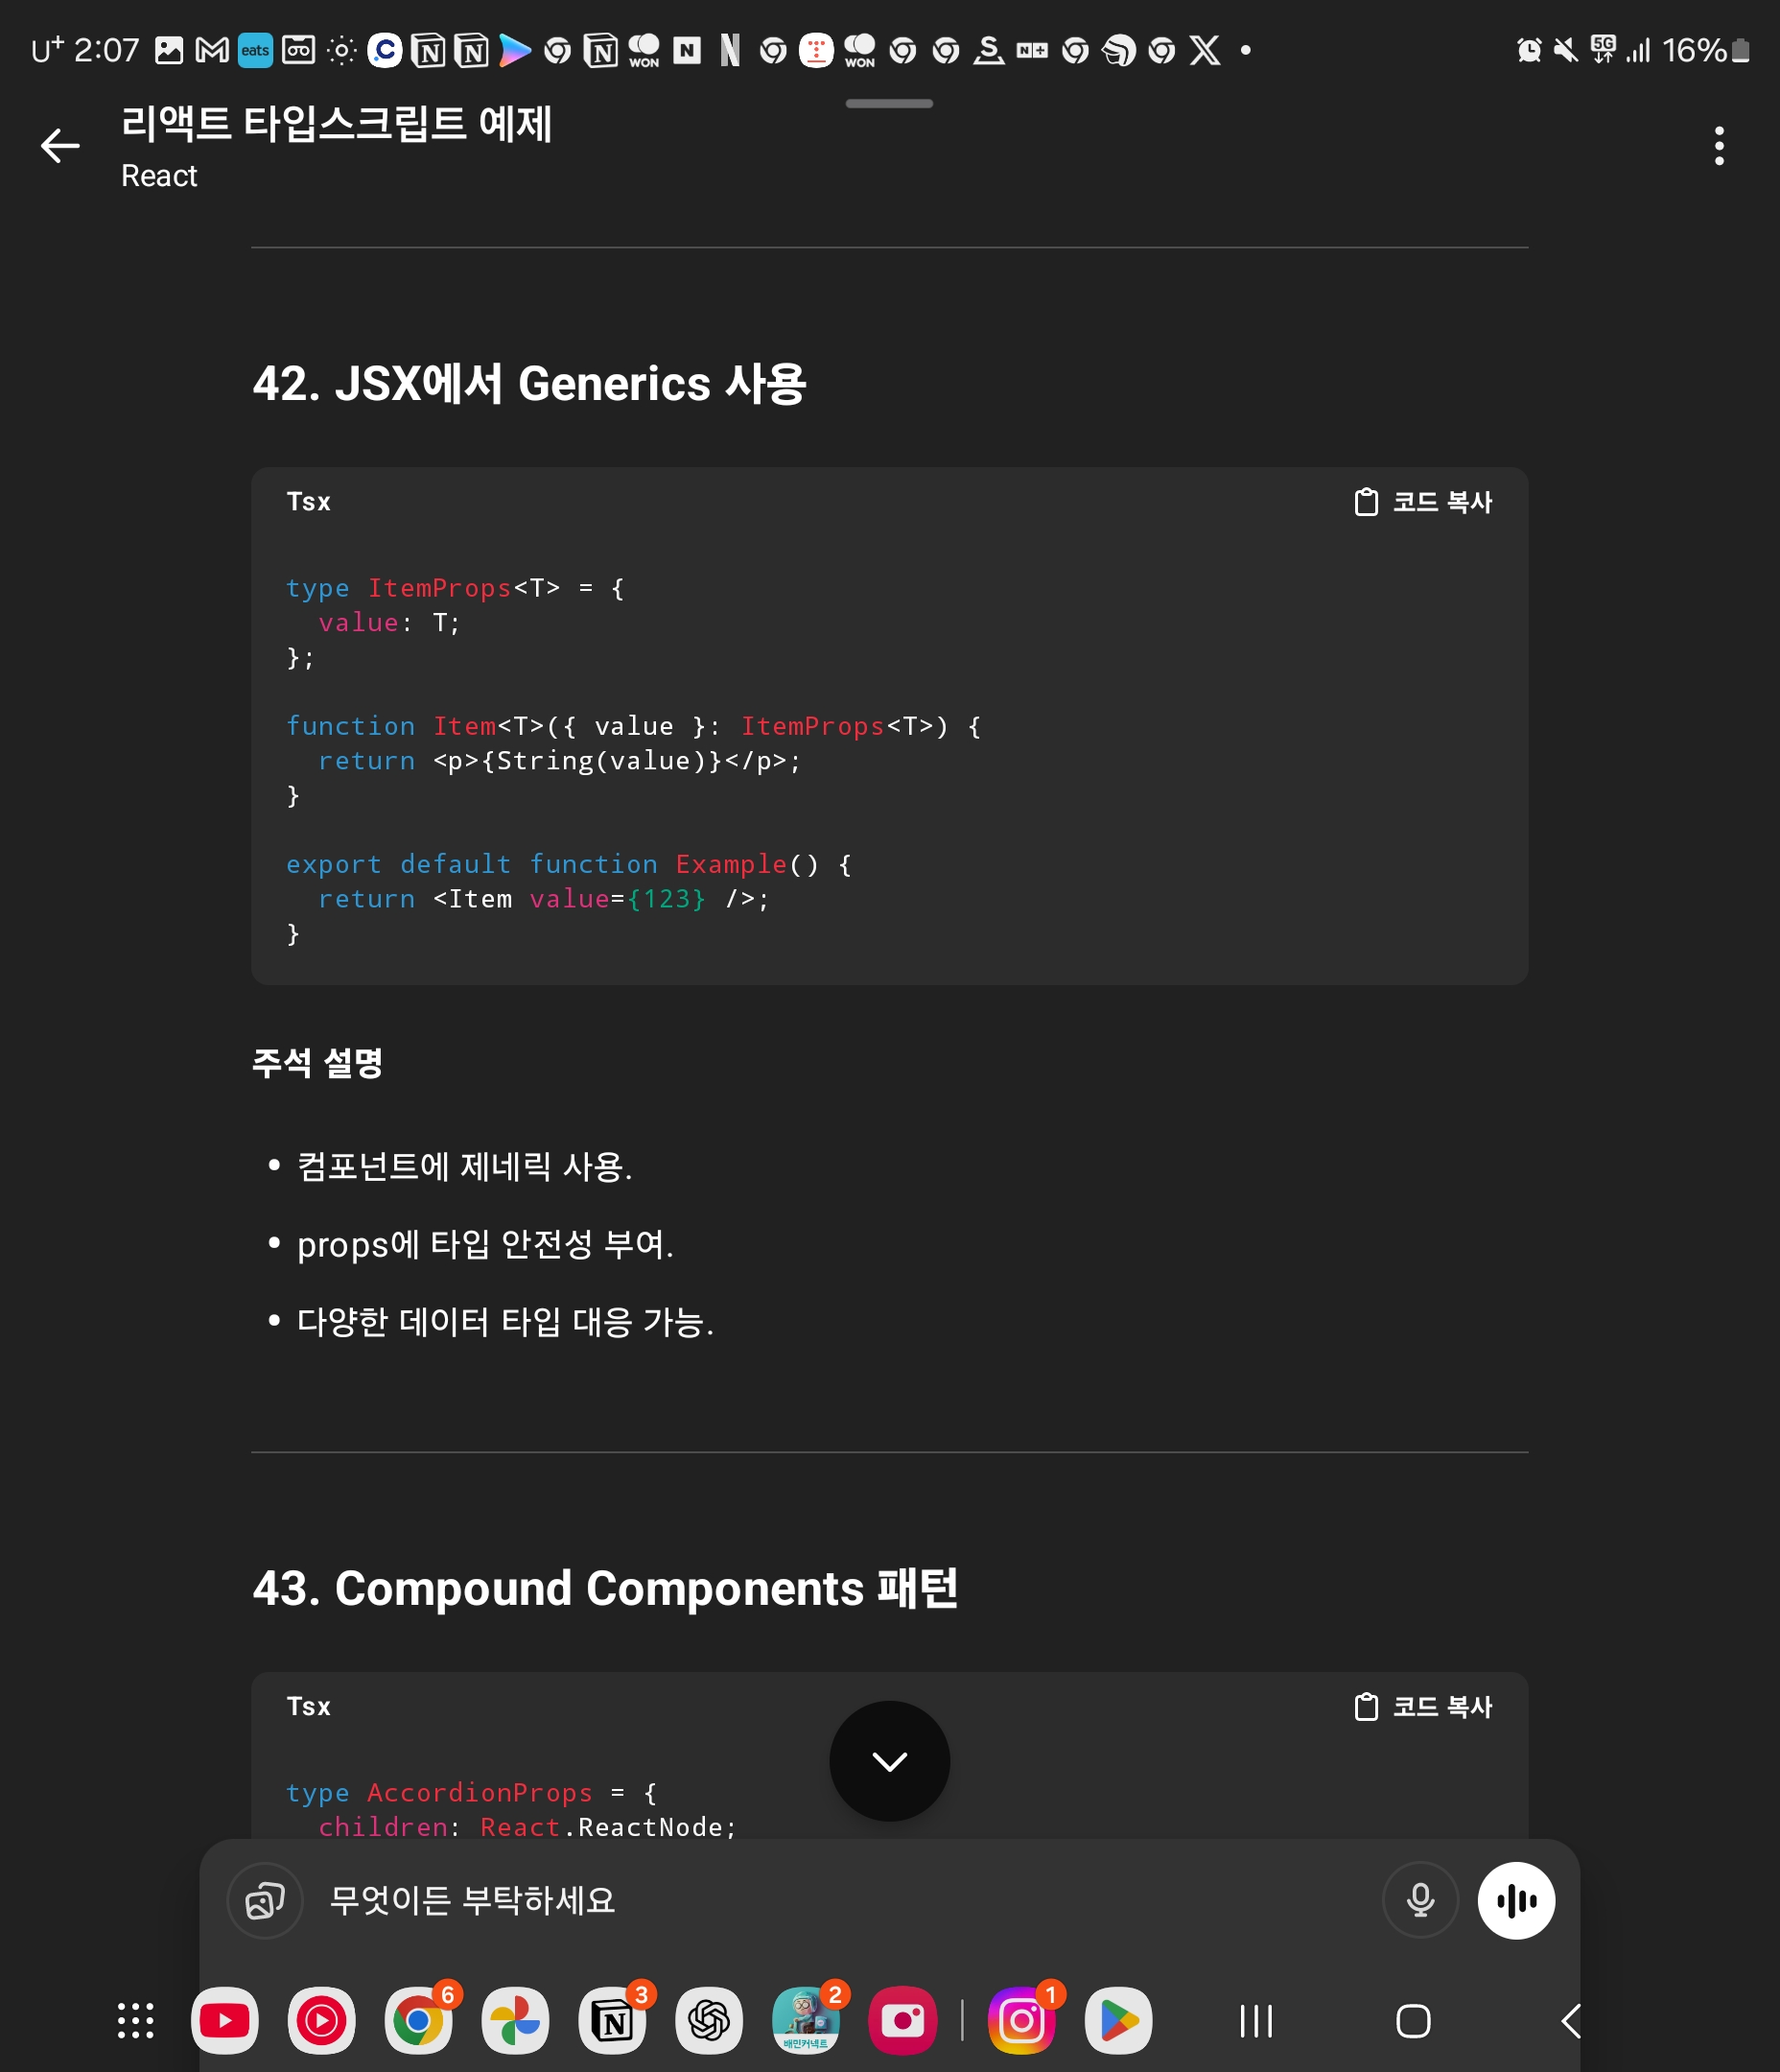 U+ 2:07 eats WON WON 5G 16%
리액트 타입스크립트 예제
React
42. JSX에서 Generics 사용
Tsx 코드 복사
type ItemProps<T> = {
  value: T;
};
function Item<T>({ value }: ItemProps<T>) {
  return <p>{String(value)}</p>;
}
export default function Example() {
  return <Item value={123} />;
}
주석 설명
• 컴포넌트에 제네릭 사용.
• props에 타입 안전성 부여.
• 다양한 데이터 타입 대응 가능.
43. Compound Components 패턴
Tsx 코드 복사
type AccordionProps = {
  children: React.ReactNode;
무엇이든 부탁하세요
6 3 2 1
배민커넥트